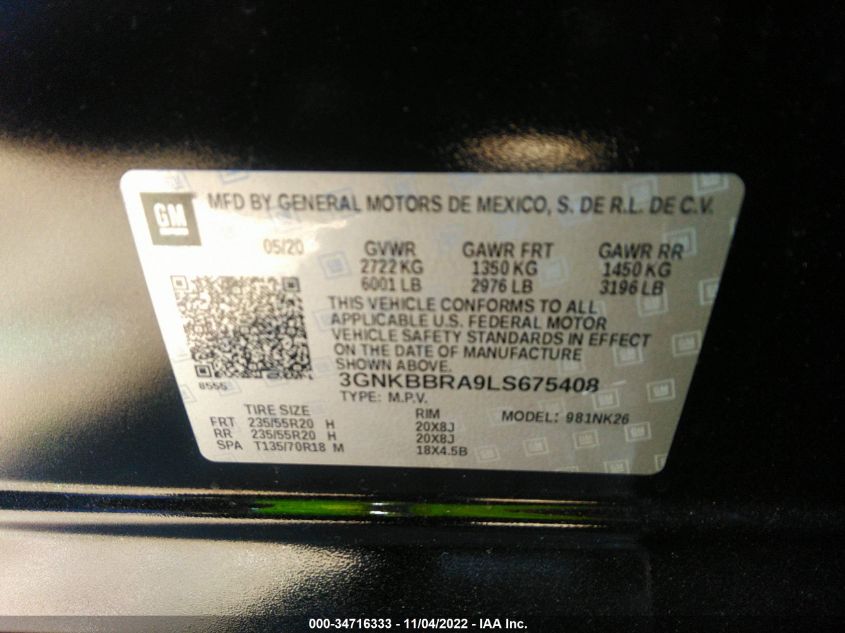 GM
MFD BY GENERAL MOTORS DE MEXICO, S. DE R.L. DE C.V.
05/20 GVWR GAWR FRT GAWR RR
2722 KG 1350 KG 1450 KG
6001 LB 2976 LB 3196 LB
THIS VEHICLE CONFORMS TO ALL
APPLICABLE U.S. FEDERAL MOTOR
VEHICLE SAFETY STANDARDS IN EFFECT
ON THE DATE OF MANUFACTURE
SHOWN ABOVE.
8555 3GNKBBRA9LS675408
TYPE: M.P.V.
TIRE SIZE RIM MODEL: 981NK26
FRT 235/55R20 H 20X8J
RR 235/55R20 H 20X8J
SPA T135/70R18 M 18X4.5B
000-34716333 - 11/04/2022 - IAA Inc.